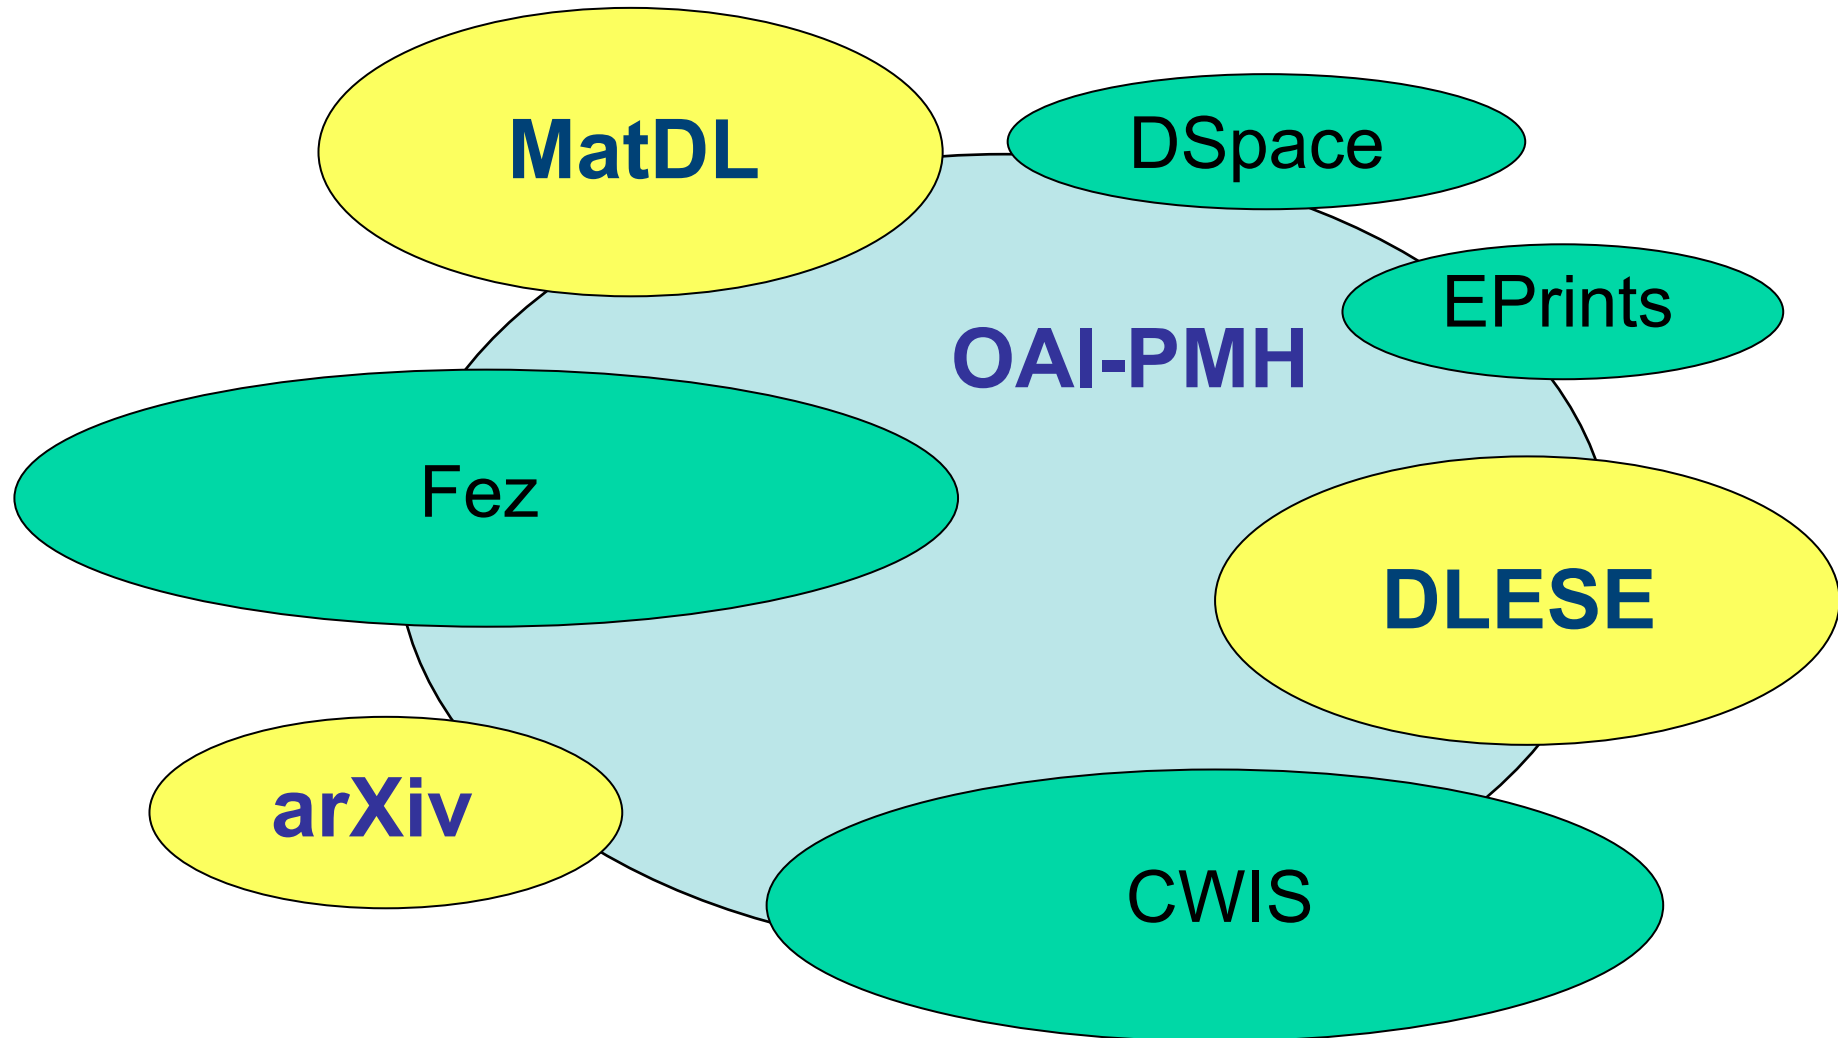 MatDL
DSpace
EPrints
OAI-PMH
Fez
DLESE
arXiv
CWIS